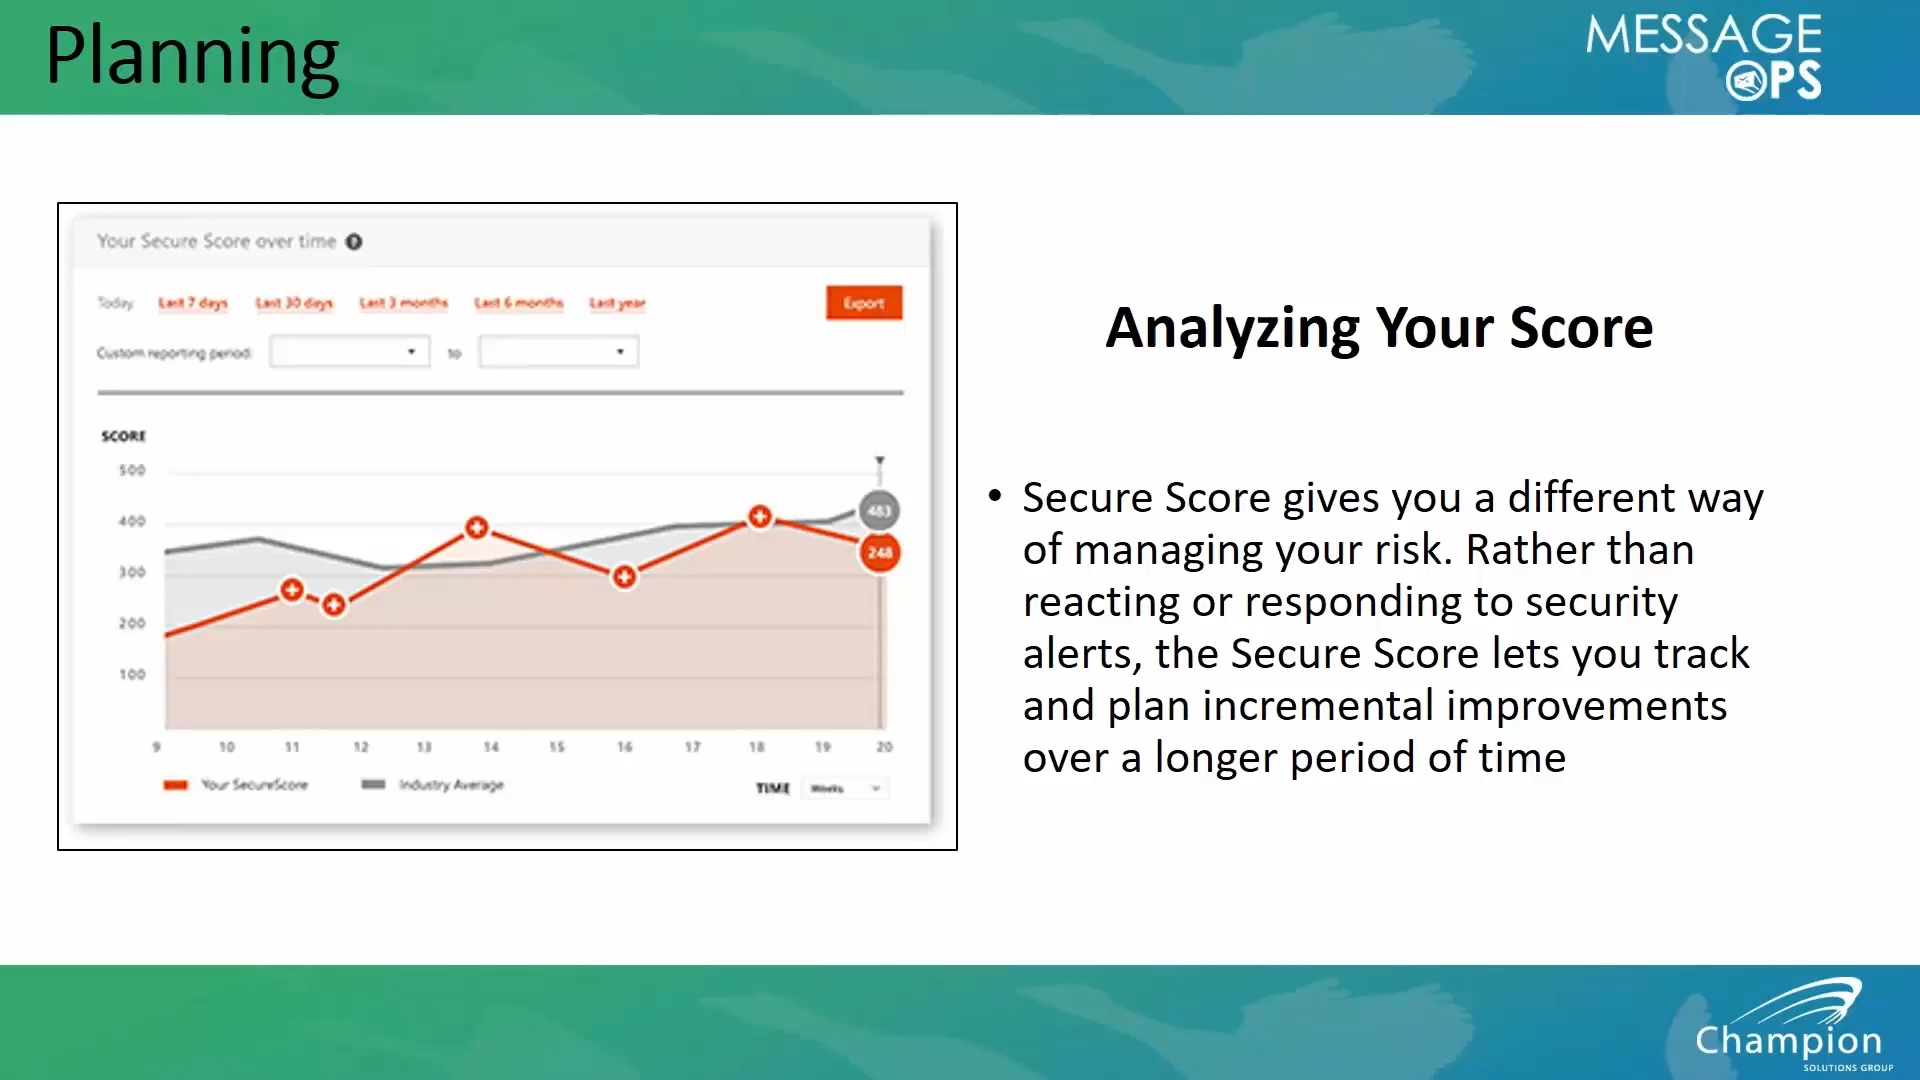 Planning
MESSAGE
OPS
Your Secure Score over time ?
Today Last 7 days Last 30 days Last 3 months Last 6 months Last year Export
Custom reporting period: to
SCORE
500
400
300
200
100
483
248
9 10 11 12 13 14 15 16 17 18 19 20
Your SecureScore Industry Average TIME Weeks
Analyzing Your Score
• Secure Score gives you a different way
of managing your risk. Rather than
reacting or responding to security
alerts, the Secure Score lets you track
and plan incremental improvements
over a longer period of time
Champion
SOLUTIONS GROUP